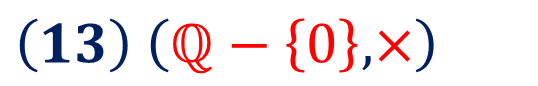 (13) (ℚ − {0},×)